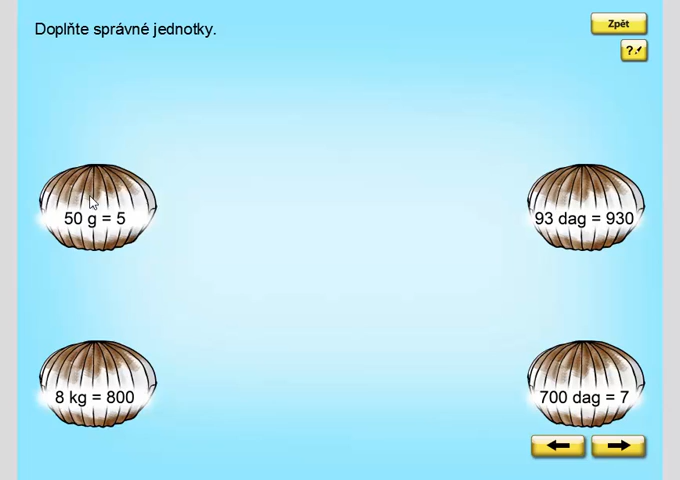 Doplňte správné jednotky.
Zpět
?✓
50 g = 5
93 dag = 930
8 kg = 800
700 dag = 7